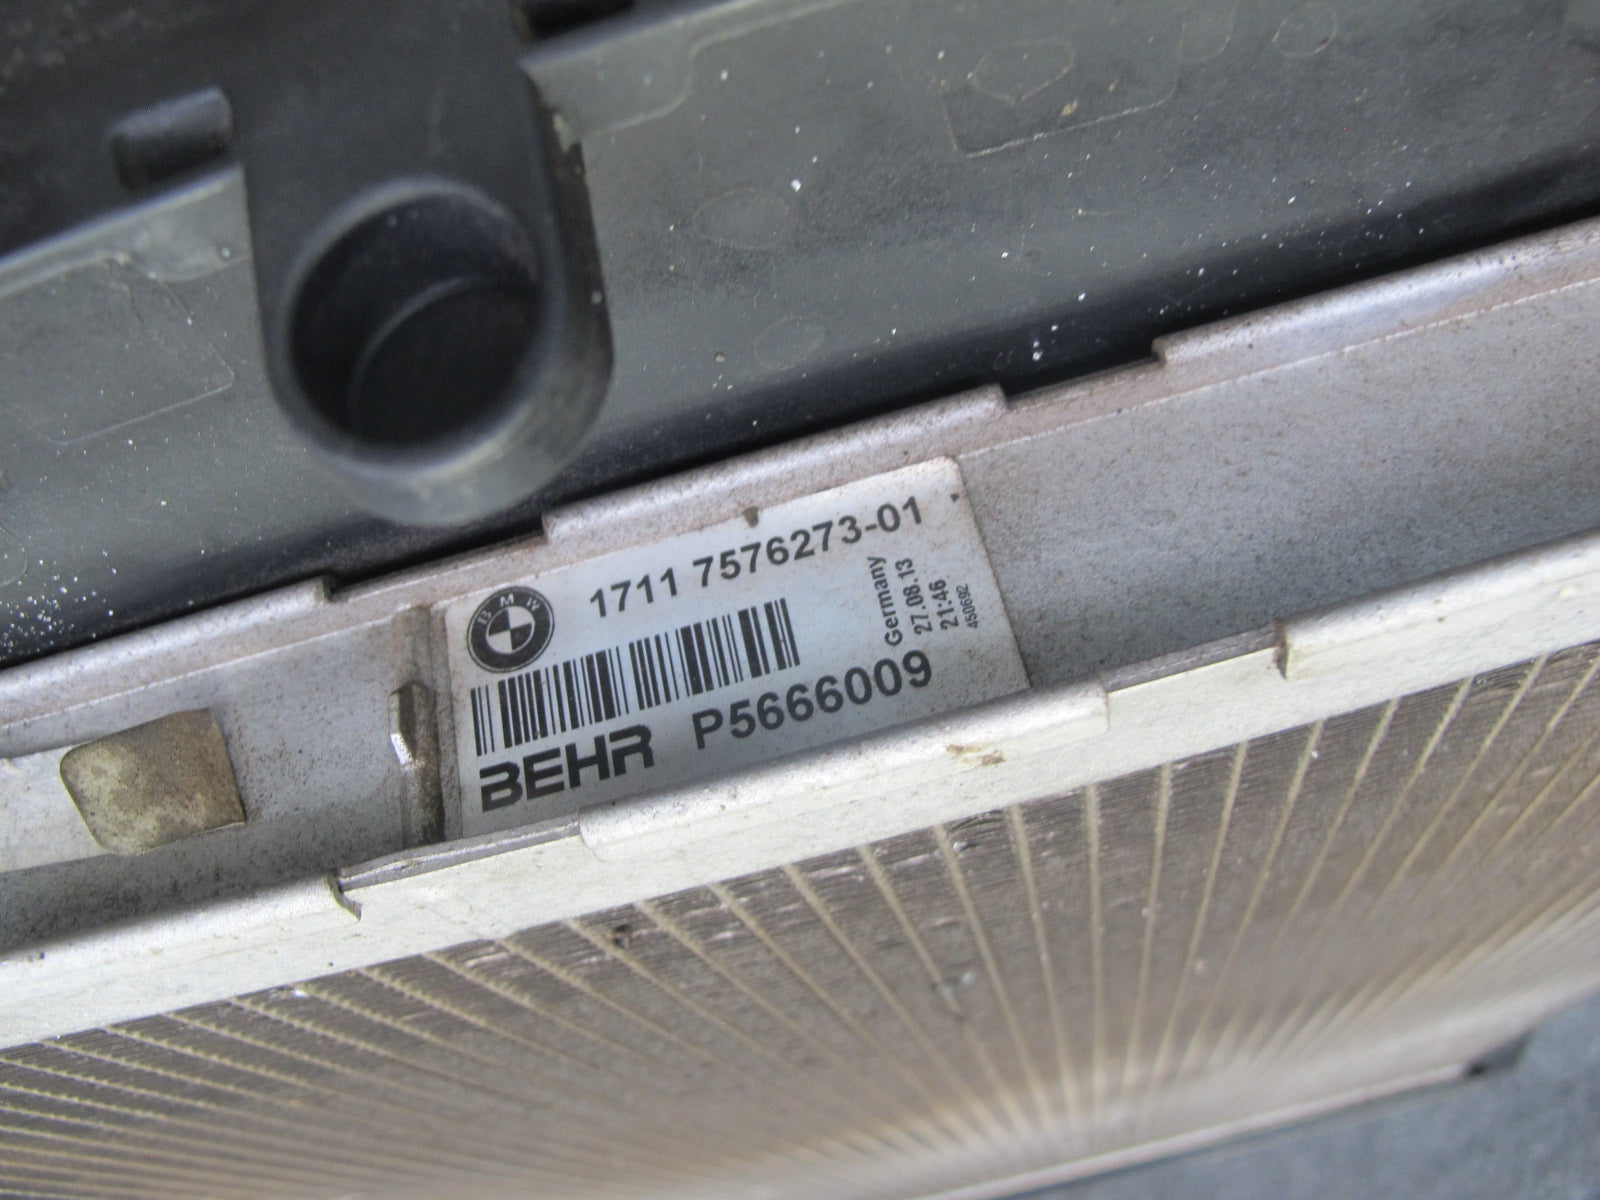 BMW
1711 7576273-01
Germany
27.08.13
21:46
450692
BEHR P5666009